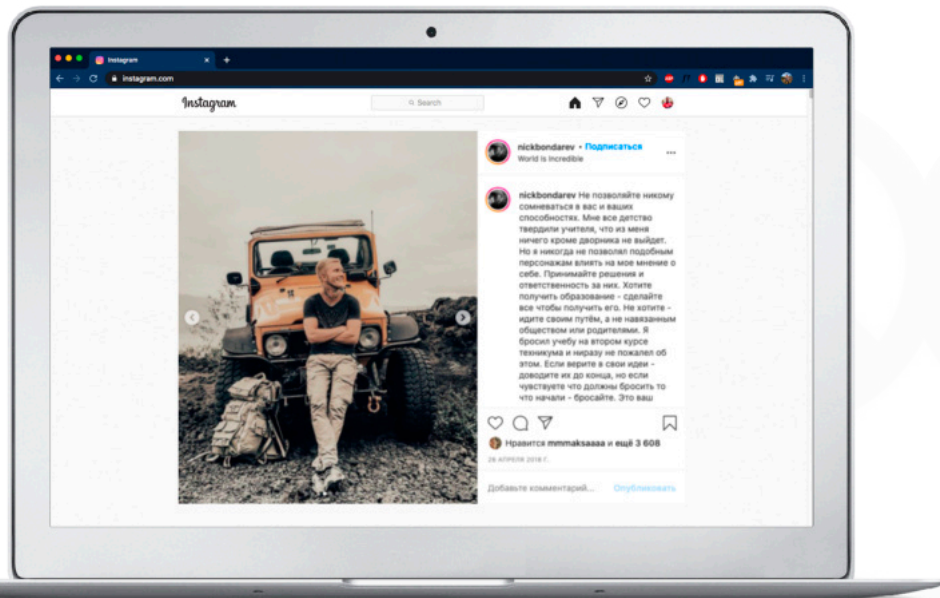 Instagram
instagram.com
Instagram
Search
nickbondarev • Подписаться
World Is Incredible
nickbondarev Не позволяйте никому
сомневаться в вас и ваших
способностях. Мне все детство
твердили учителя, что из меня
ничего кроме дворника не выйдет.
Но я никогда не позволял подобным
персонажам влиять на мое мнение о
себе. Принимайте решения и
ответственность за них. Хотите
получить образование - сделайте
все чтобы получить его. Не хотите -
идите своим путём, а не навязанным
обществом или родителями. Я
бросил учебу на втором курсе
техникума и ниразу не пожалел об
этом. Если верите в свои идеи -
доводите их до конца, но если
чувствуете что должны бросить то
что начали - бросайте. Это ваш
Нравится mmmaksaaaa и ещё 3 608
26 АПРЕЛЯ 2018 Г.
Добавьте комментарий... Опубликовать